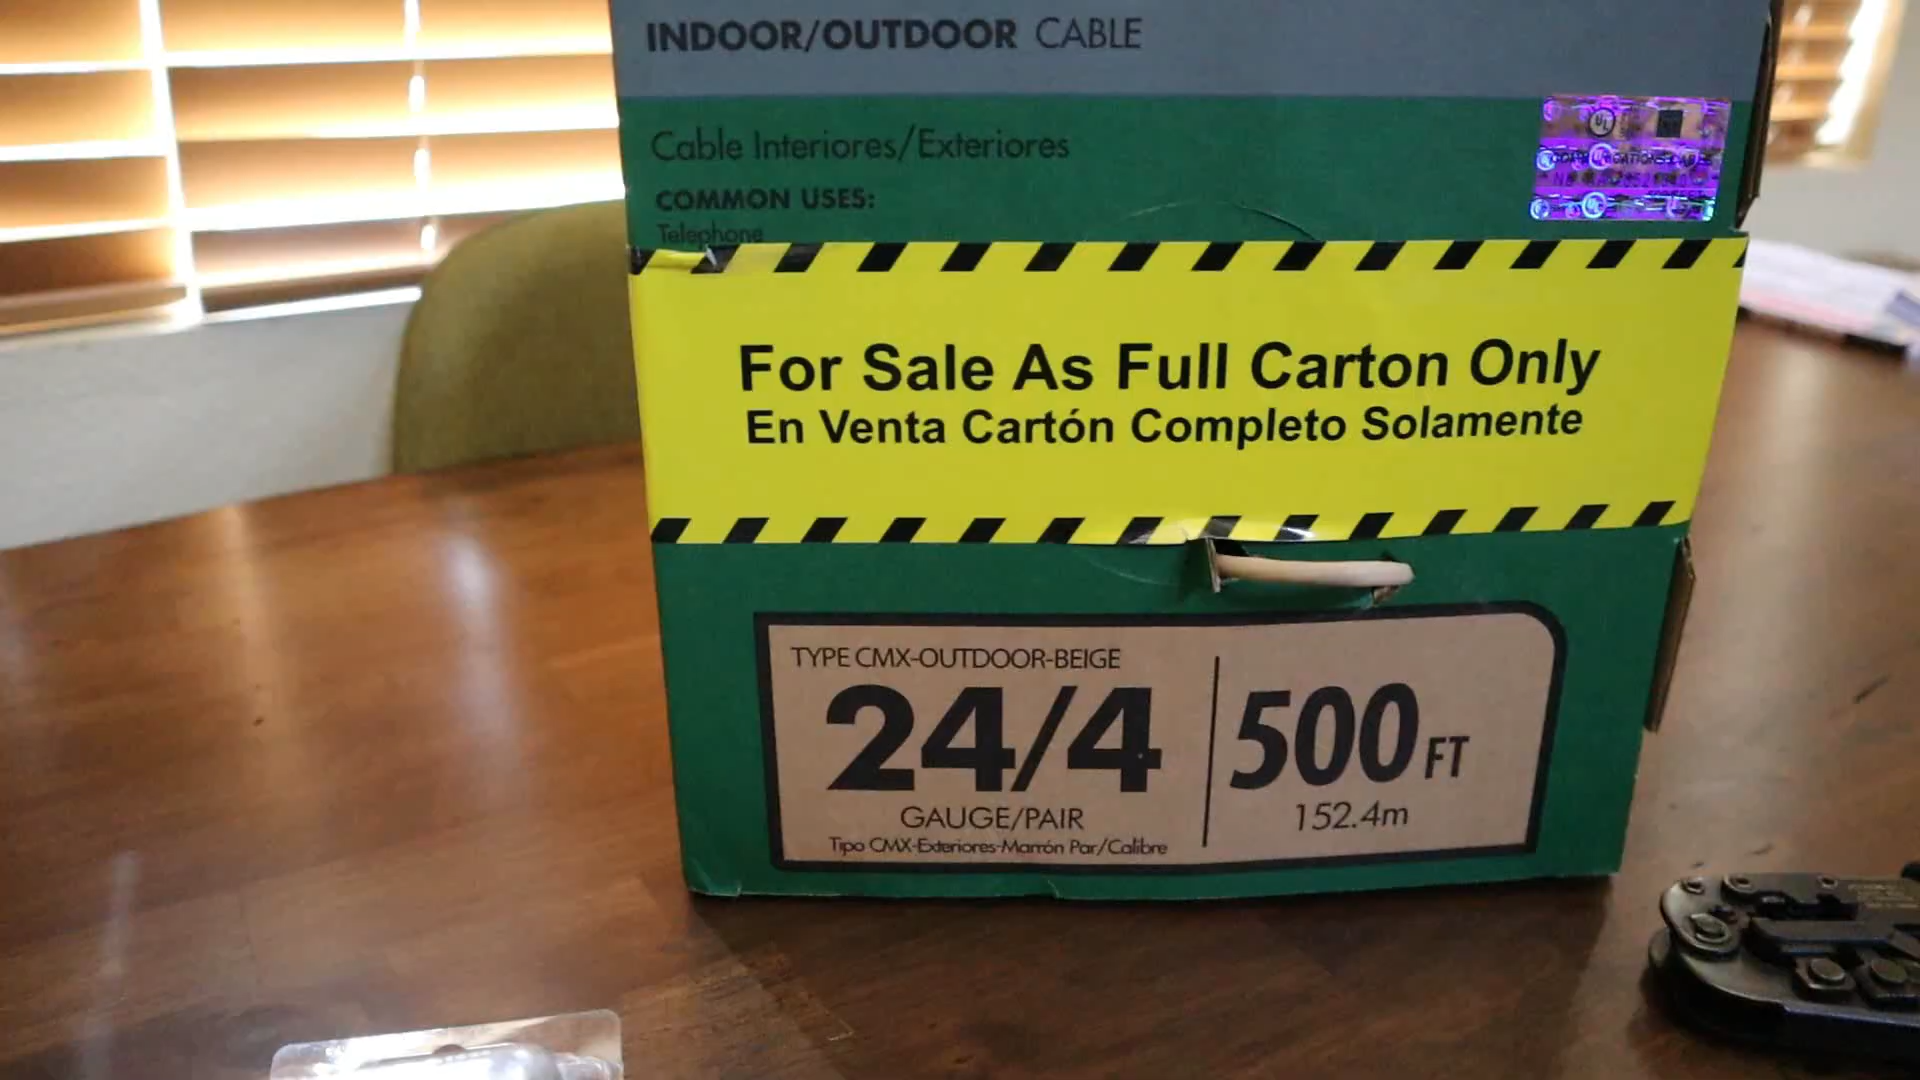 INDOOR/OUTDOOR CABLE
Cable Interiores/Exteriores
COMMON USES:
Telephone
UL
For Sale As Full Carton Only
En Venta Cartón Completo Solamente
TYPE CMX-OUTDOOR-BEIGE
24/4
GAUGE/PAIR
Tipo CMX-Exteriores-Marrón Par/Calibre
500 FT
152.4m